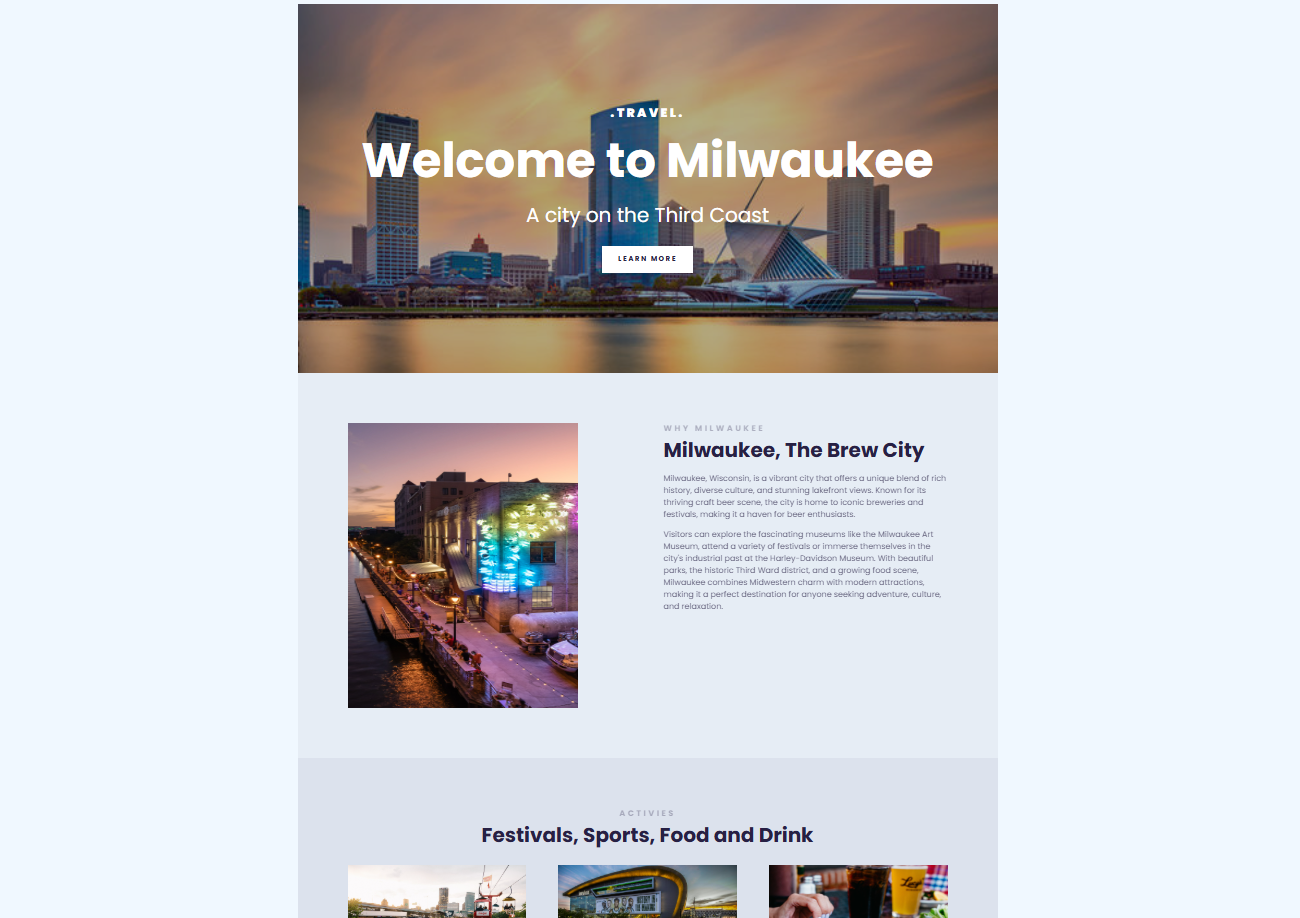 .TRAVEL.
Welcome to Milwaukee
A city on the Third Coast
LEARN MORE
WHY MILWAUKEE
Milwaukee, The Brew City
Milwaukee, Wisconsin, is a vibrant city that offers a unique blend of rich
history, diverse culture, and stunning lakefront views. Known for its
thriving craft beer scene, the city is home to iconic breweries and
festivals, making it a haven for beer enthusiasts.
Visitors can explore the fascinating museums like the Milwaukee Art
Museum, attend a variety of festivals or immerse themselves in the
city's industrial past at the Harley-Davidson Museum. With beautiful
parks, the historic Third Ward district, and a growing food scene,
Milwaukee combines Midwestern charm with modern attractions,
making it a perfect destination for anyone seeking adventure, culture,
and relaxation.
ACTIVIES
Festivals, Sports, Food and Drink